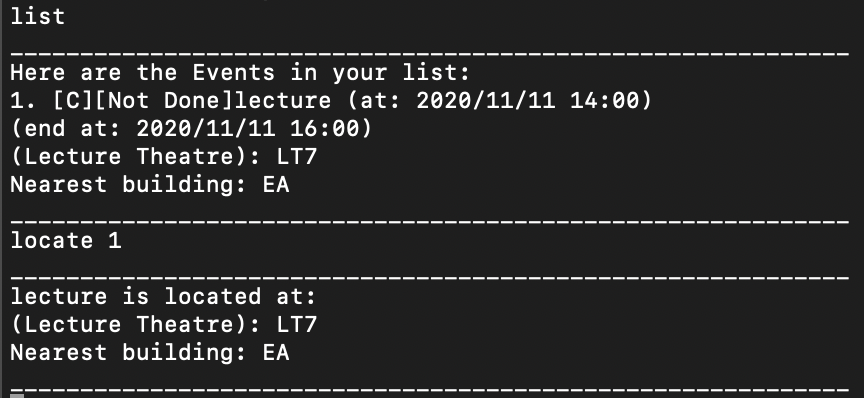 list
____________________________________________________________
Here are the Events in your list:
1. [C][Not Done]lecture (at: 2020/11/11 14:00)
(end at: 2020/11/11 16:00)
(Lecture Theatre): LT7
Nearest building: EA
____________________________________________________________
locate 1
____________________________________________________________
lecture is located at:
(Lecture Theatre): LT7
Nearest building: EA
____________________________________________________________